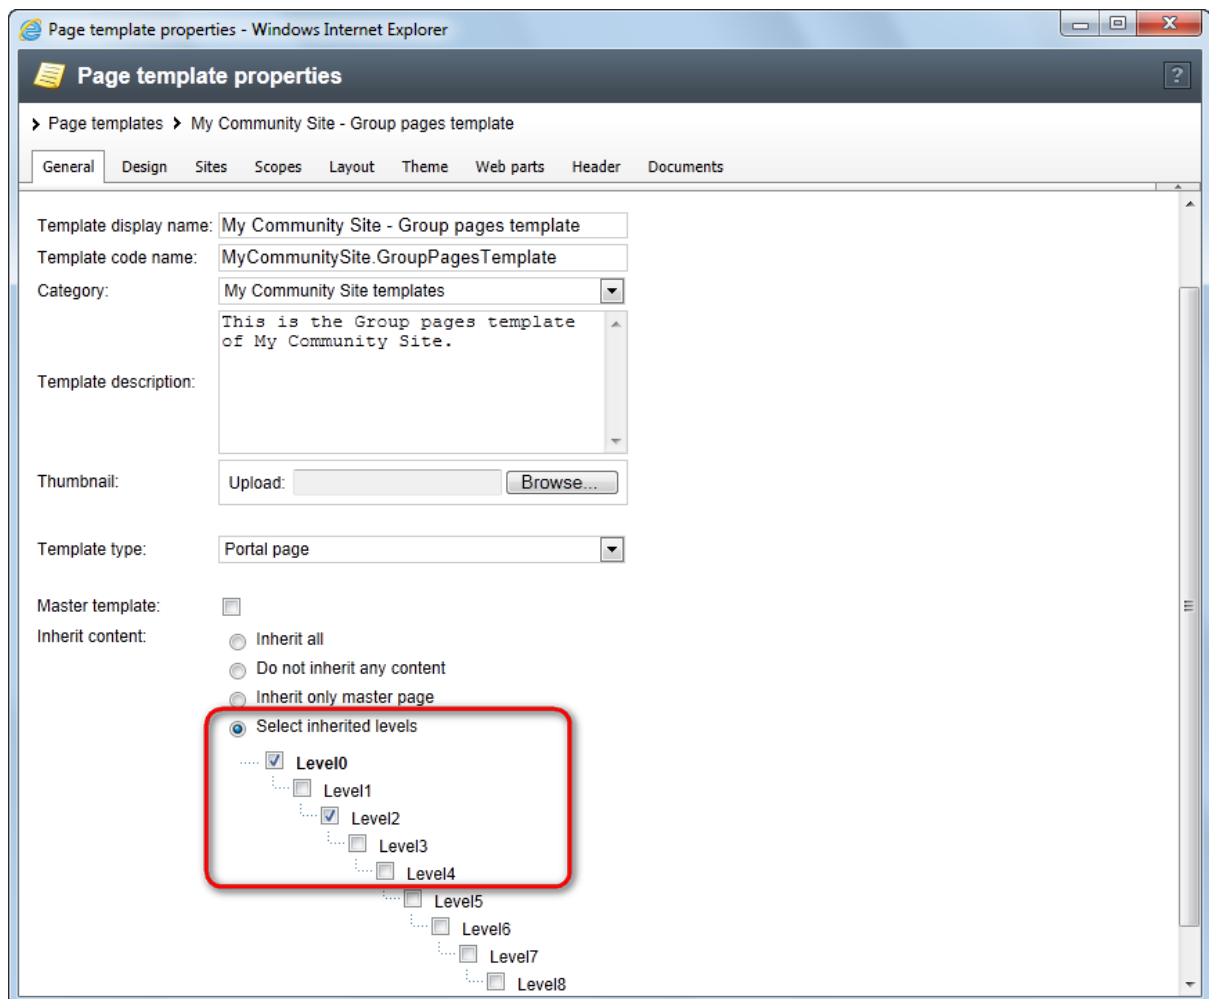 Page template properties - Windows Internet Explorer
Page template properties
?
Page templates My Community Site - Group pages template
General Design Sites Scopes Layout Theme Web parts Header Documents
Template display name: My Community Site - Group pages template
Template code name: MyCommunitySite.GroupPagesTemplate
Category: My Community Site templates
This is the Group pages template
of My Community Site.
Template description:
Thumbnail: Upload: Browse...
Template type: Portal page
Master template:
Inherit content: Inherit all
Do not inherit any content
Inherit only master page
Select inherited levels
Level0
Level1
Level2
Level3
Level4
Level5
Level6
Level7
Level8